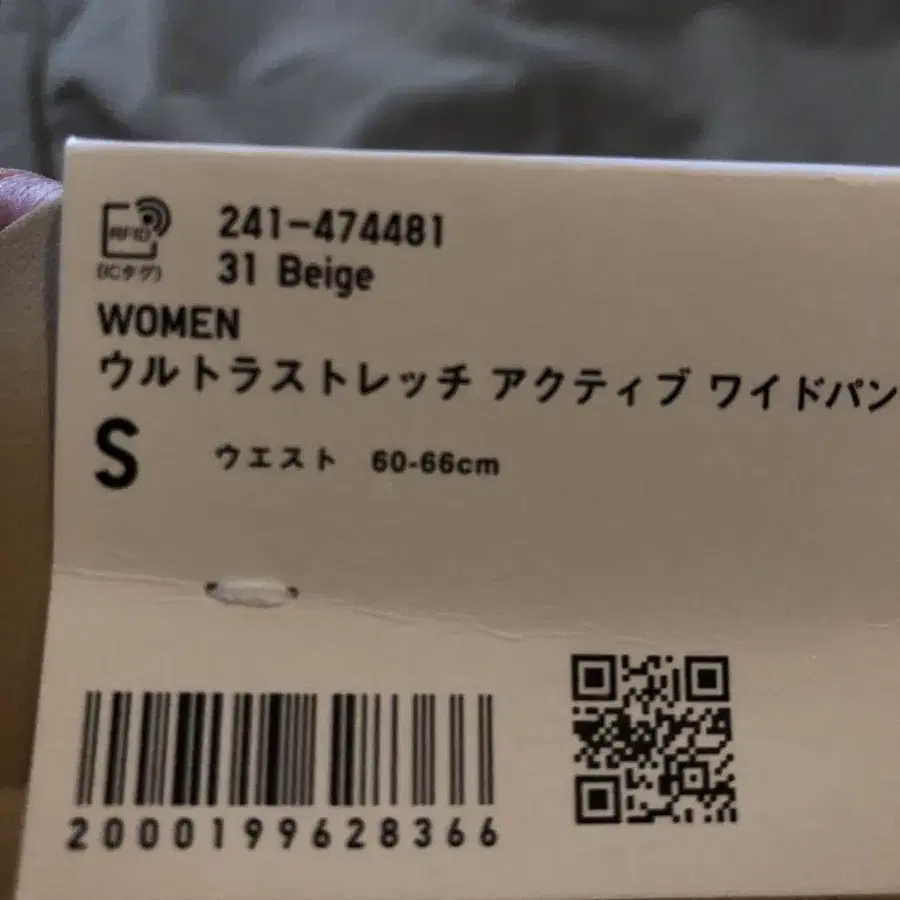 RFID
(ICタグ)
241-474481
31 Beige
WOMEN
ウルトラストレッチ アクティブ ワイドパン
S ウエスト 60-66cm
2000199628366